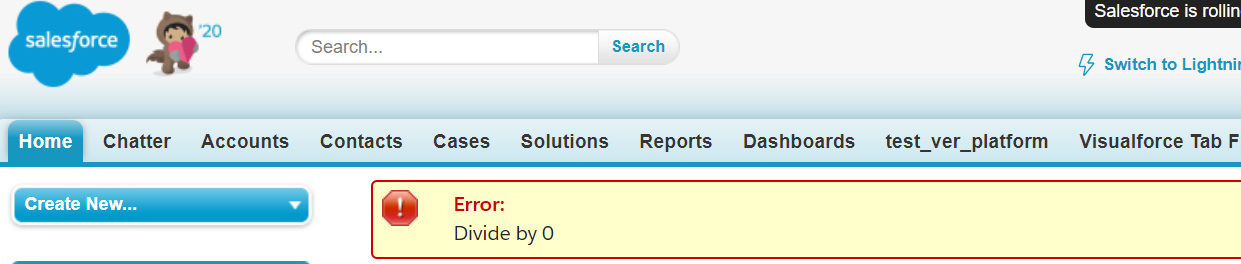 salesforce
'20
Search...
Search
Salesforce is rollin
Switch to Lightni
Home Chatter Accounts Contacts Cases Solutions Reports Dashboards test_ver_platform Visualforce Tab F
Create New...
Error:
Divide by 0